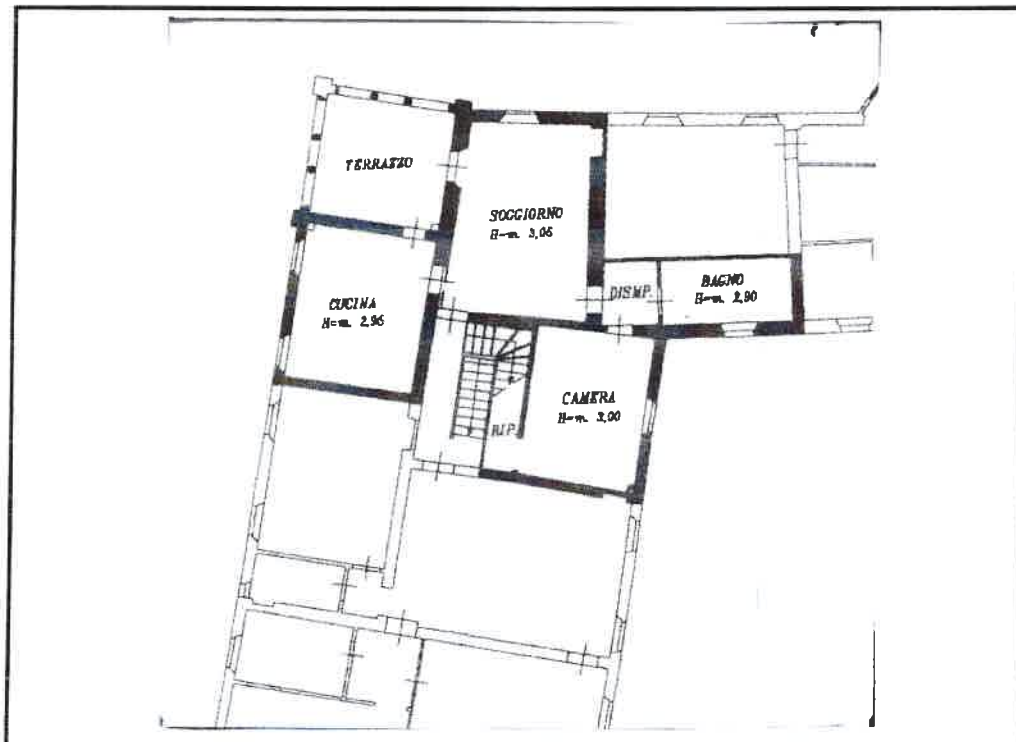 TERRAZZO
SOGGIORNO
H=m. 3,05
CUCINA
H=m. 2,95
DISMP.
BAGNO
H=m. 2,90
CAMERA
H=m. 3,00
RIP.